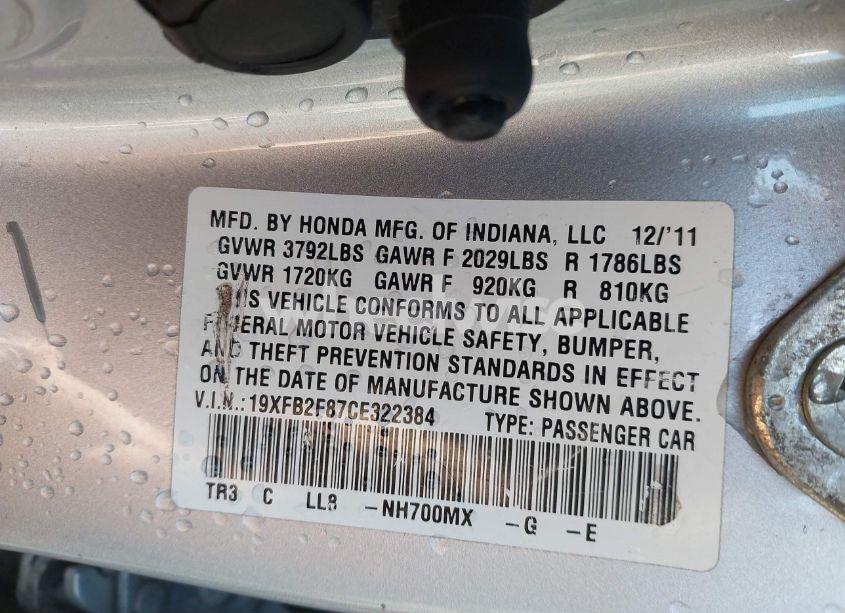 MFD. BY HONDA MFG. OF INDIANA, LLC 12/'11
GVWR 3792LBS GAWR F 2029LBS R 1786LBS
GVWR 1720KG GAWR F 920KG R 810KG
THIS VEHICLE CONFORMS TO ALL APPLICABLE
FEDERAL MOTOR VEHICLE SAFETY, BUMPER,
AND THEFT PREVENTION STANDARDS IN EFFECT
ON THE DATE OF MANUFACTURE SHOWN ABOVE.
V.I.N.:19XFB2F87CE322384 TYPE: PASSENGER CAR
TR3 C LL8 -NH700MX -G -E